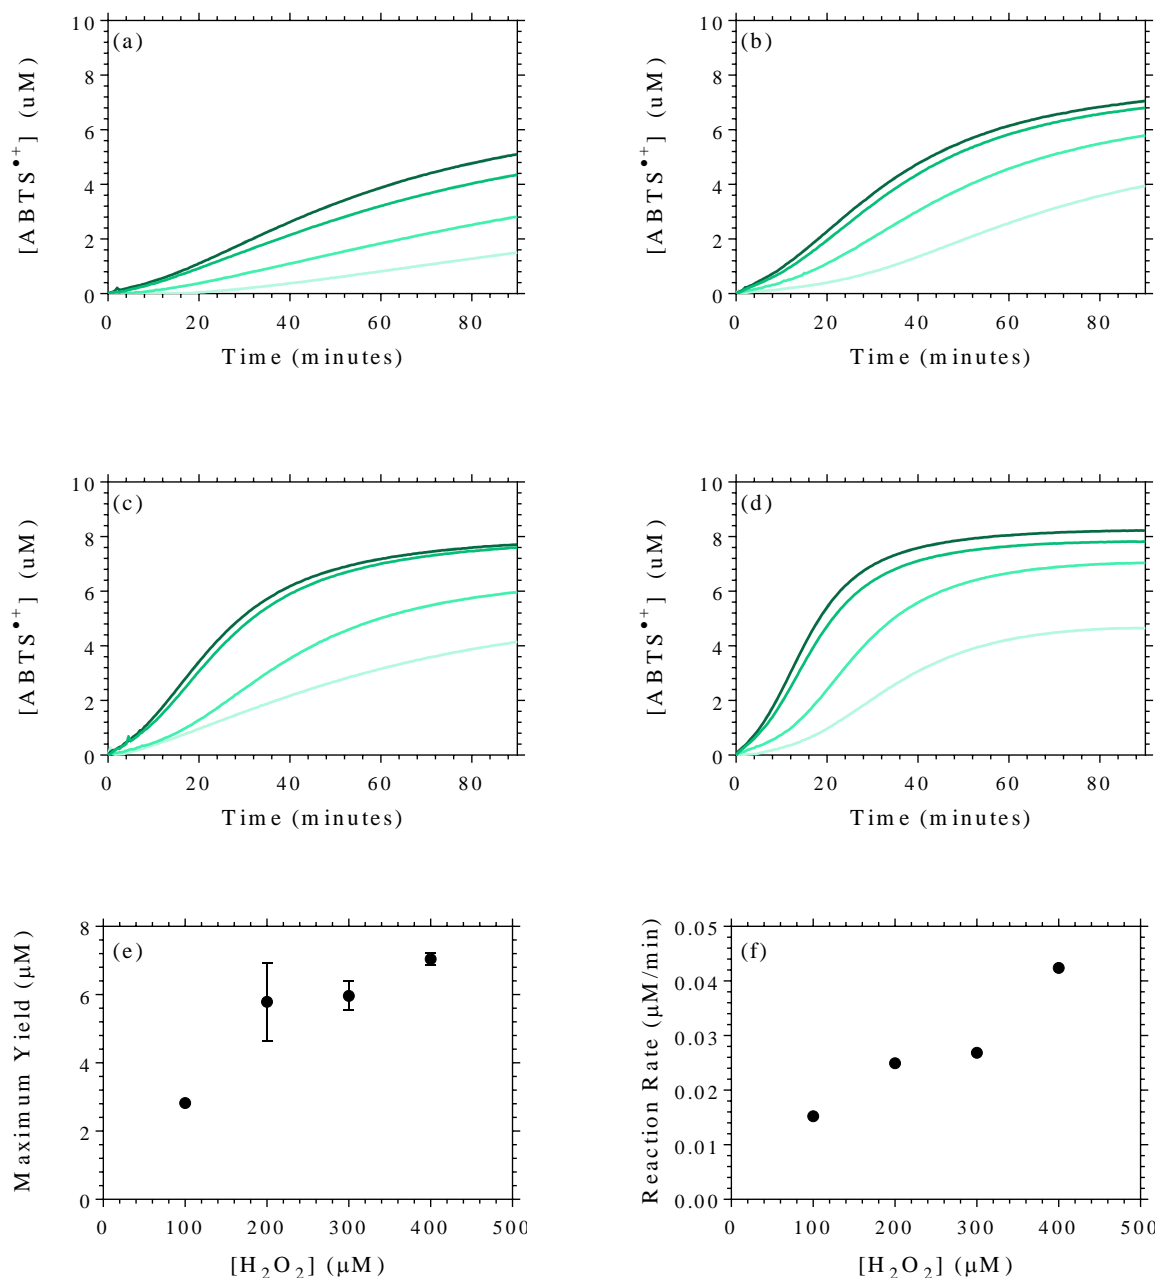 (a)
[ABTS•+] (uM)
10
8
6
4
2
0
0 20 40 60 80
Time (minutes)
(b)
[ABTS•+] (uM)
10
8
6
4
2
0
0 20 40 60 80
Time (minutes)
(c)
[ABTS•+] (uM)
10
8
6
4
2
0
0 20 40 60 80
Time (minutes)
(d)
[ABTS•+] (uM)
10
8
6
4
2
0
0 20 40 60 80
Time (minutes)
(e)
Maximum Yield (μM)
8
6
4
2
0
0 100 200 300 400 500
[H₂O₂] (μM)
(f)
Reaction Rate (μM/min)
0.05
0.04
0.03
0.02
0.01
0.00
0 100 200 300 400 500
[H₂O₂] (μM)